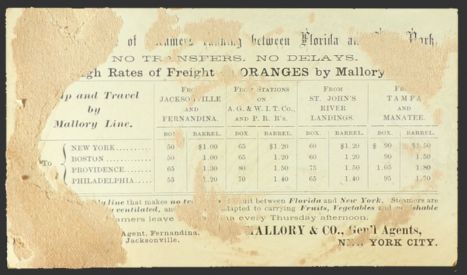 of Steamers running between Florida and New York.
NO TRANSFERS. NO DELAYS.
Rates of Freight ORANGES by Mallory
Ship and Travel by Mallory Line.
FROM JACKSONVILLE AND FERNANDINA.
FROM STATIONS ON A. G. & W. I. T. Co., AND F. R. R's.
FROM ST. JOHN'S RIVER LANDINGS.
FROM TAMPA AND MANATEE.
BOX. BARREL. BOX. BARREL. BOX. BARREL. BOX. BARREL.
To
NEW YORK 50 $1.00 65 $1.20 60 $1.20 $ 90 $1.50
BOSTON 50 1.00 65 1.20 60 1.20 90 1.50
PROVIDENCE 65 1.30 80 1.50 75 1.50 1.05 1.80
PHILADELPHIA 55 1.20 70 1.40 65 1.40 95 1.70
line that makes no between Florida and New York. Steamers are
ventilated, and adapted to carrying Fruits, Vegetables and
leave every Thursday afternoon.
Agent, Fernandina. MALLORY & CO., Gen'l Agents,
Jacksonville. NEW YORK CITY.